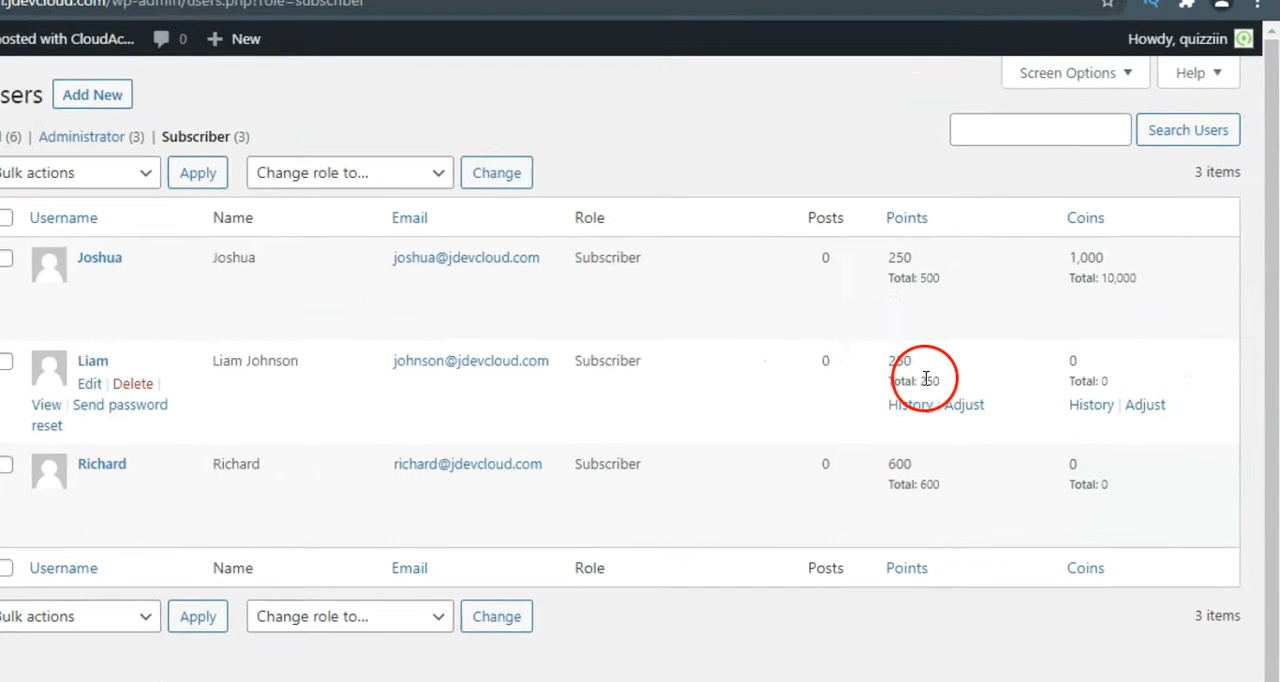 n.jdevcloud.com/wp-admin/users.php?role=subscriber
hosted with CloudAc... 0 + New Howdy, quizziin
Screen Options Help
sers Add New
(6) | Administrator (3) | Subscriber (3)
Search Users
ulk actions Apply Change role to... Change 3 items
Username Name Email Role Posts Points Coins
Joshua Joshua joshua@jdevcloud.com Subscriber 0 250 1,000
Total: 500 Total: 10,000
Liam Liam Johnson johnson@jdevcloud.com Subscriber 0 250 0
Edit | Delete | Total: 250 Total: 0
View | Send password History | Adjust History | Adjust
reset
Richard Richard richard@jdevcloud.com Subscriber 0 600 0
Total: 600 Total: 0
Username Name Email Role Posts Points Coins
ulk actions Apply Change role to... Change 3 items